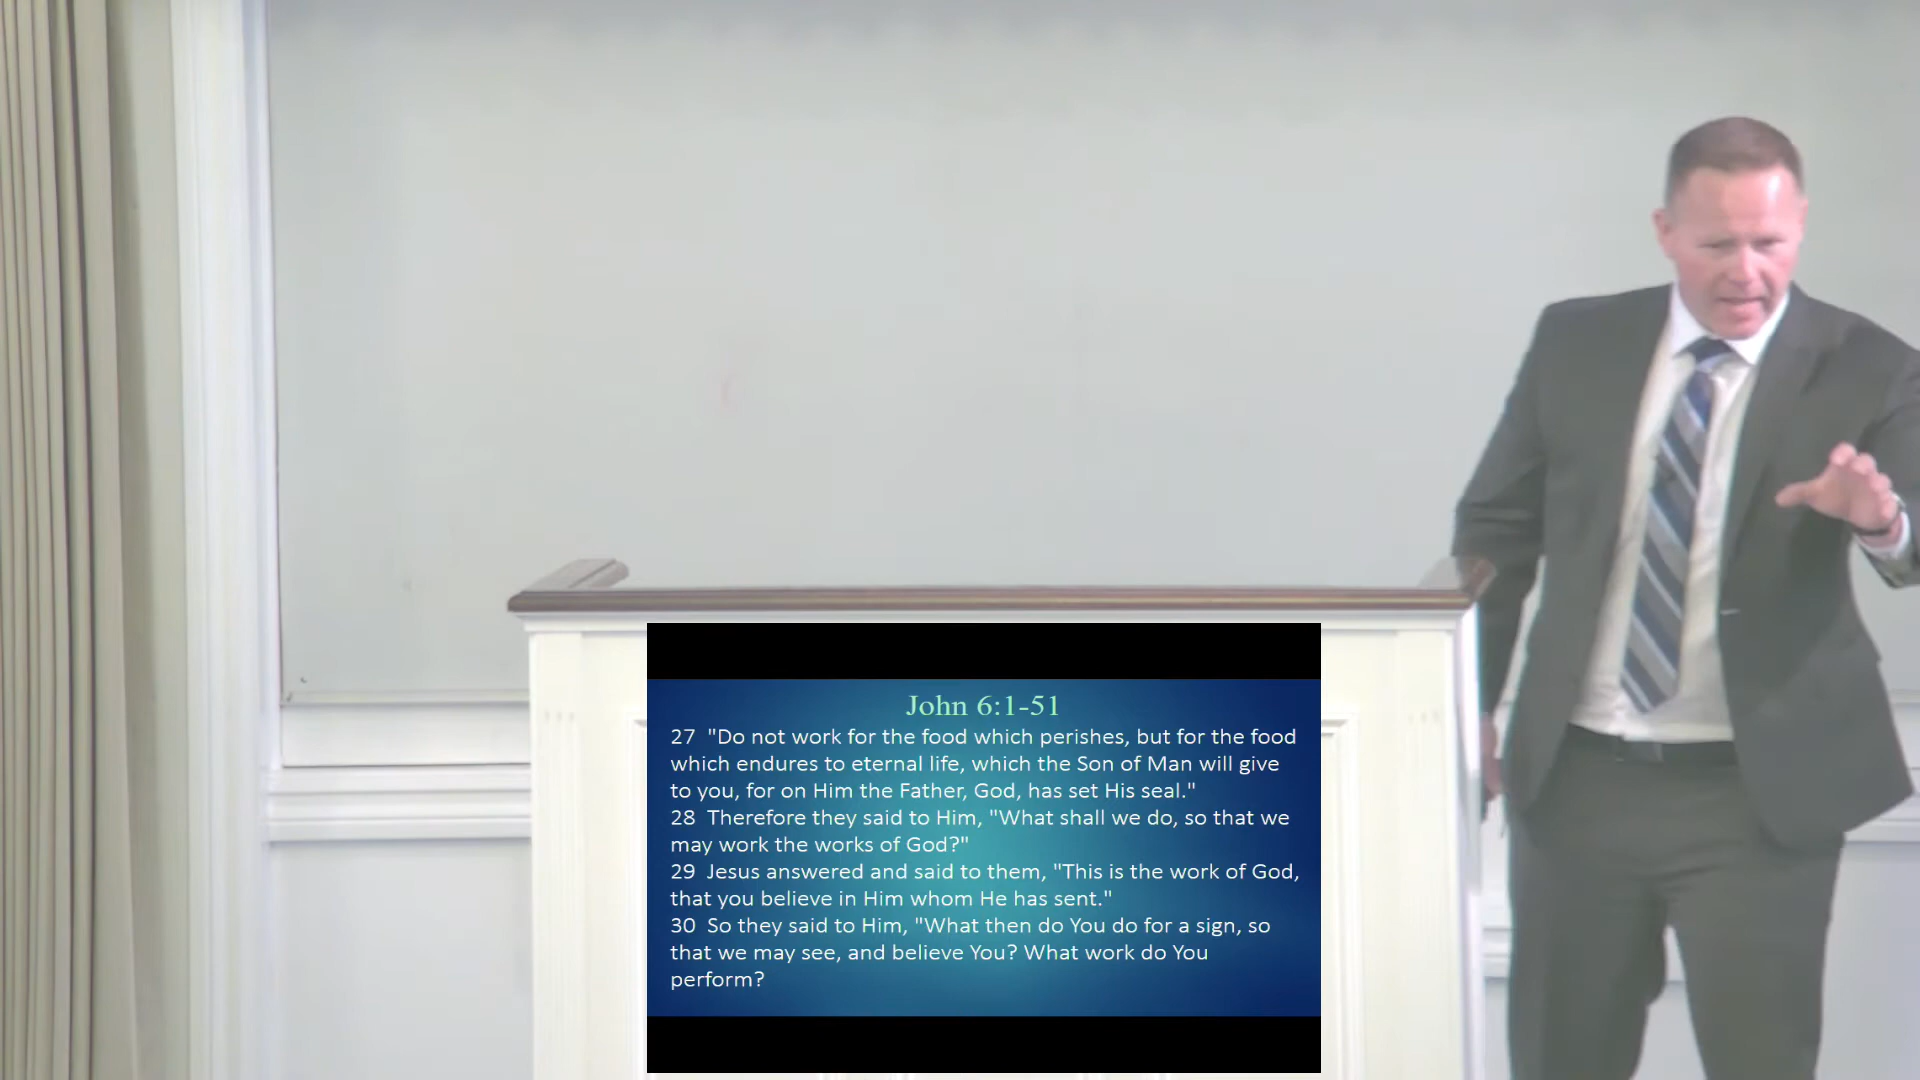 John 6:1-51
27 "Do not work for the food which perishes, but for the food
which endures to eternal life, which the Son of Man will give
to you, for on Him the Father, God, has set His seal."
28 Therefore they said to Him, "What shall we do, so that we
may work the works of God?"
29 Jesus answered and said to them, "This is the work of God,
that you believe in Him whom He has sent."
30 So they said to Him, "What then do You do for a sign, so
that we may see, and believe You? What work do You
perform?